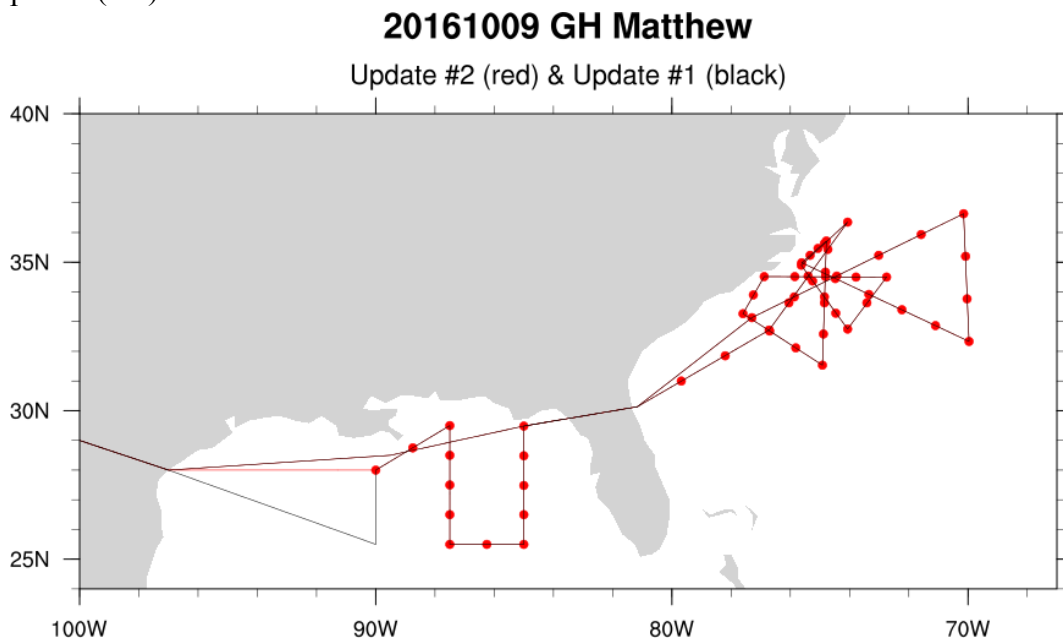 20161009 GH Matthew
Update #2 (red) & Update #1 (black)
40N
35N
30N
25N
100W 90W 80W 70W